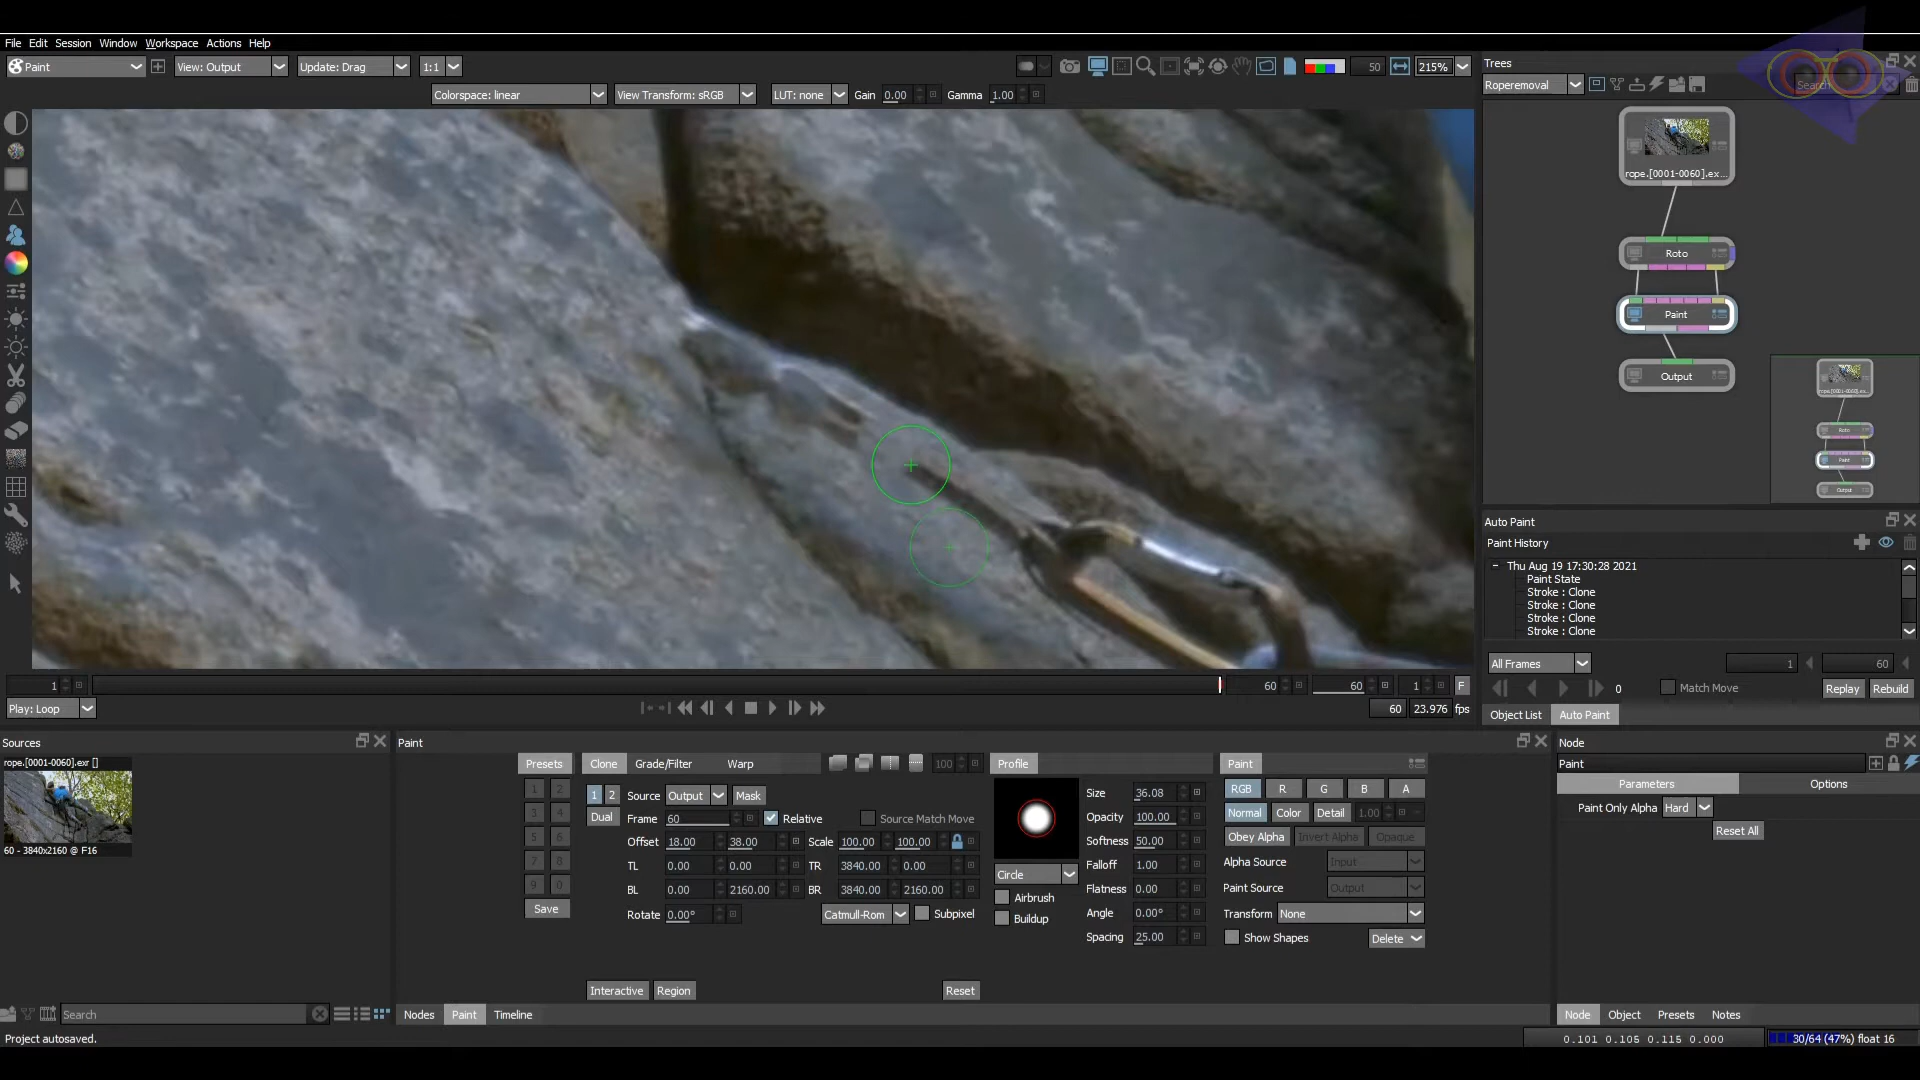 File Edit Session Window Workspace Actions Help
Paint View: Output Update: Drag 1:1 50 215%
Colorspace: linear View Transform: sRGB LUT: none Gain 0.00 Gamma 1.00
1 60 60 1 F
Play: Loop 60 23.976 fps
Trees
Roperemoval Search
rope.[0001-0060].ex...
Roto
Paint
Output
Auto Paint
Paint History
Thu Aug 19 17:30:28 2021
Paint State
Stroke : Clone
Stroke : Clone
Stroke : Clone
Stroke : Clone
All Frames 1 60
0 Match Move Replay Rebuild
Object List Auto Paint
Sources
rope.[0001-0060].exr []
60 - 3840x2160 @ F16
Search
Paint
Presets
1 2
3 4
5 6
7 8
9 0
Save
Clone Grade/Filter Warp 100
1 2 Source Output Mask
Dual Frame 60 Relative Source Match Move
Offset 18.00 38.00 Scale 100.00 100.00
TL 0.00 0.00 TR 3840.00 0.00
BL 0.00 2160.00 BR 3840.00 2160.00
Rotate 0.00° Catmull-Rom Subpixel
Interactive Region Reset
Profile
Circle
Airbrush
Buildup
Size 36.08
Opacity 100.00
Softness 50.00
Falloff 1.00
Flatness 0.00
Angle 0.00°
Spacing 25.00
Paint
RGB R G B A
Normal Color Detail 1.00
Obey Alpha Invert Alpha Opaque
Alpha Source Input
Paint Source Output
Transform None
Show Shapes Delete
Nodes Paint Timeline
Node
Paint
Parameters Options
Paint Only Alpha Hard
Reset All
Node Object Presets Notes
Project autosaved.
0.101 0.105 0.115 0.000 30/64 (47%) float 16